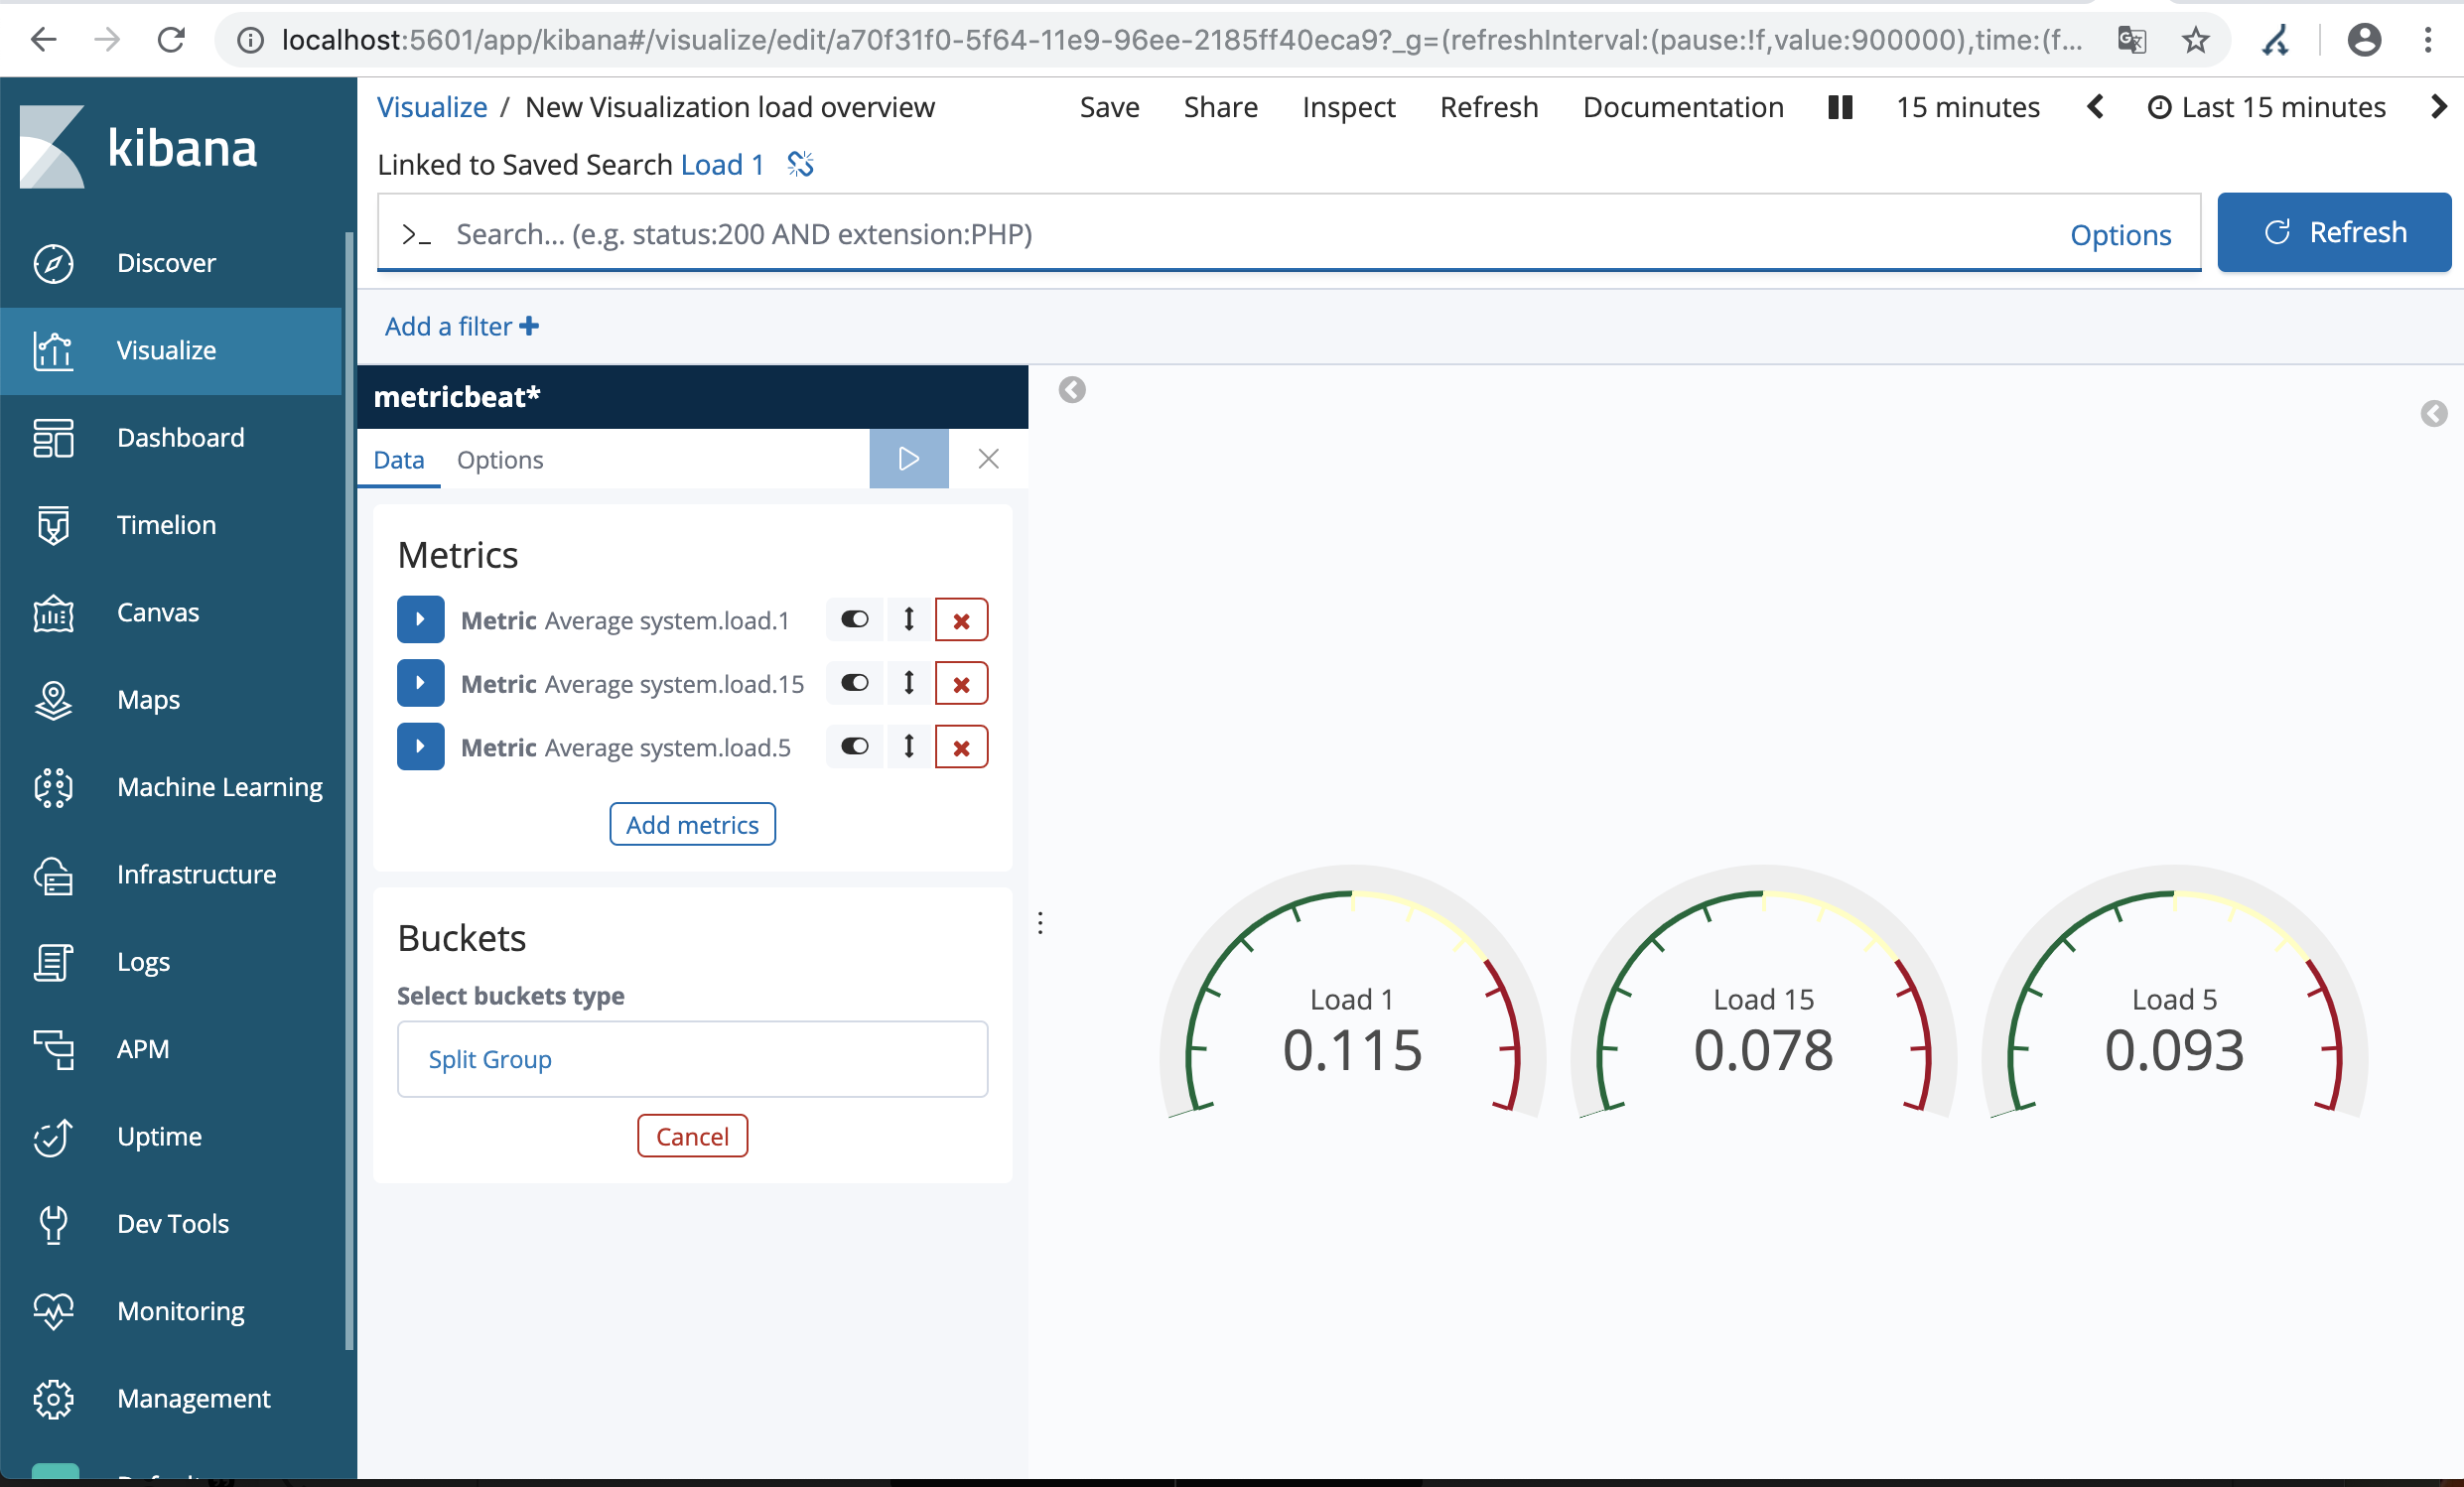 localhost:5601/app/kibana#/visualize/edit/a70f31f0-5f64-11e9-96ee-2185ff40eca9?_g=(refreshInterval:(pause:!f,value:900000),time:(f...
kibana
Discover
Visualize
Dashboard
Timelion
Canvas
Maps
Machine Learning
Infrastructure
Logs
APM
Uptime
Dev Tools
Monitoring
Management
Visualize / New Visualization load overview
Save Share Inspect Refresh Documentation 15 minutes Last 15 minutes
Linked to Saved Search Load 1
>_ Search... (e.g. status:200 AND extension:PHP) Options
Refresh
Add a filter
metricbeat*
Data Options
Metrics
Metric Average system.load.1
Metric Average system.load.15
Metric Average system.load.5
Add metrics
Buckets
Select buckets type
Split Group
Cancel
Load 1
0.115
Load 15
0.078
Load 5
0.093